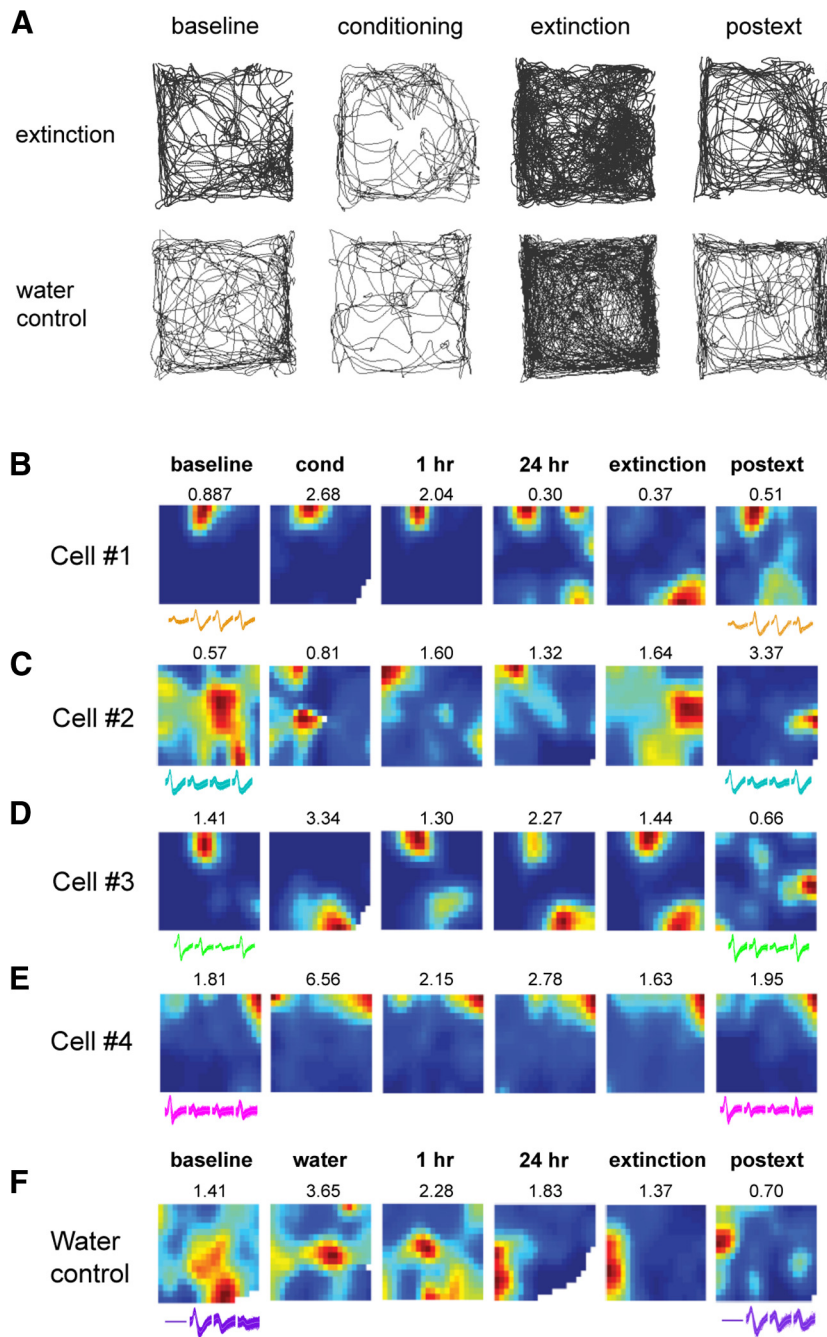 A
baseline conditioning extinction postext
extinction
water
control
B
baseline cond 1 hr 24 hr extinction postext
0.887 2.68 2.04 0.30 0.37 0.51
Cell #1
C
0.57 0.81 1.60 1.32 1.64 3.37
Cell #2
D
1.41 3.34 1.30 2.27 1.44 0.66
Cell #3
E
1.81 6.56 2.15 2.78 1.63 1.95
Cell #4
F
baseline water 1 hr 24 hr extinction postext
1.41 3.65 2.28 1.83 1.37 0.70
Water
control